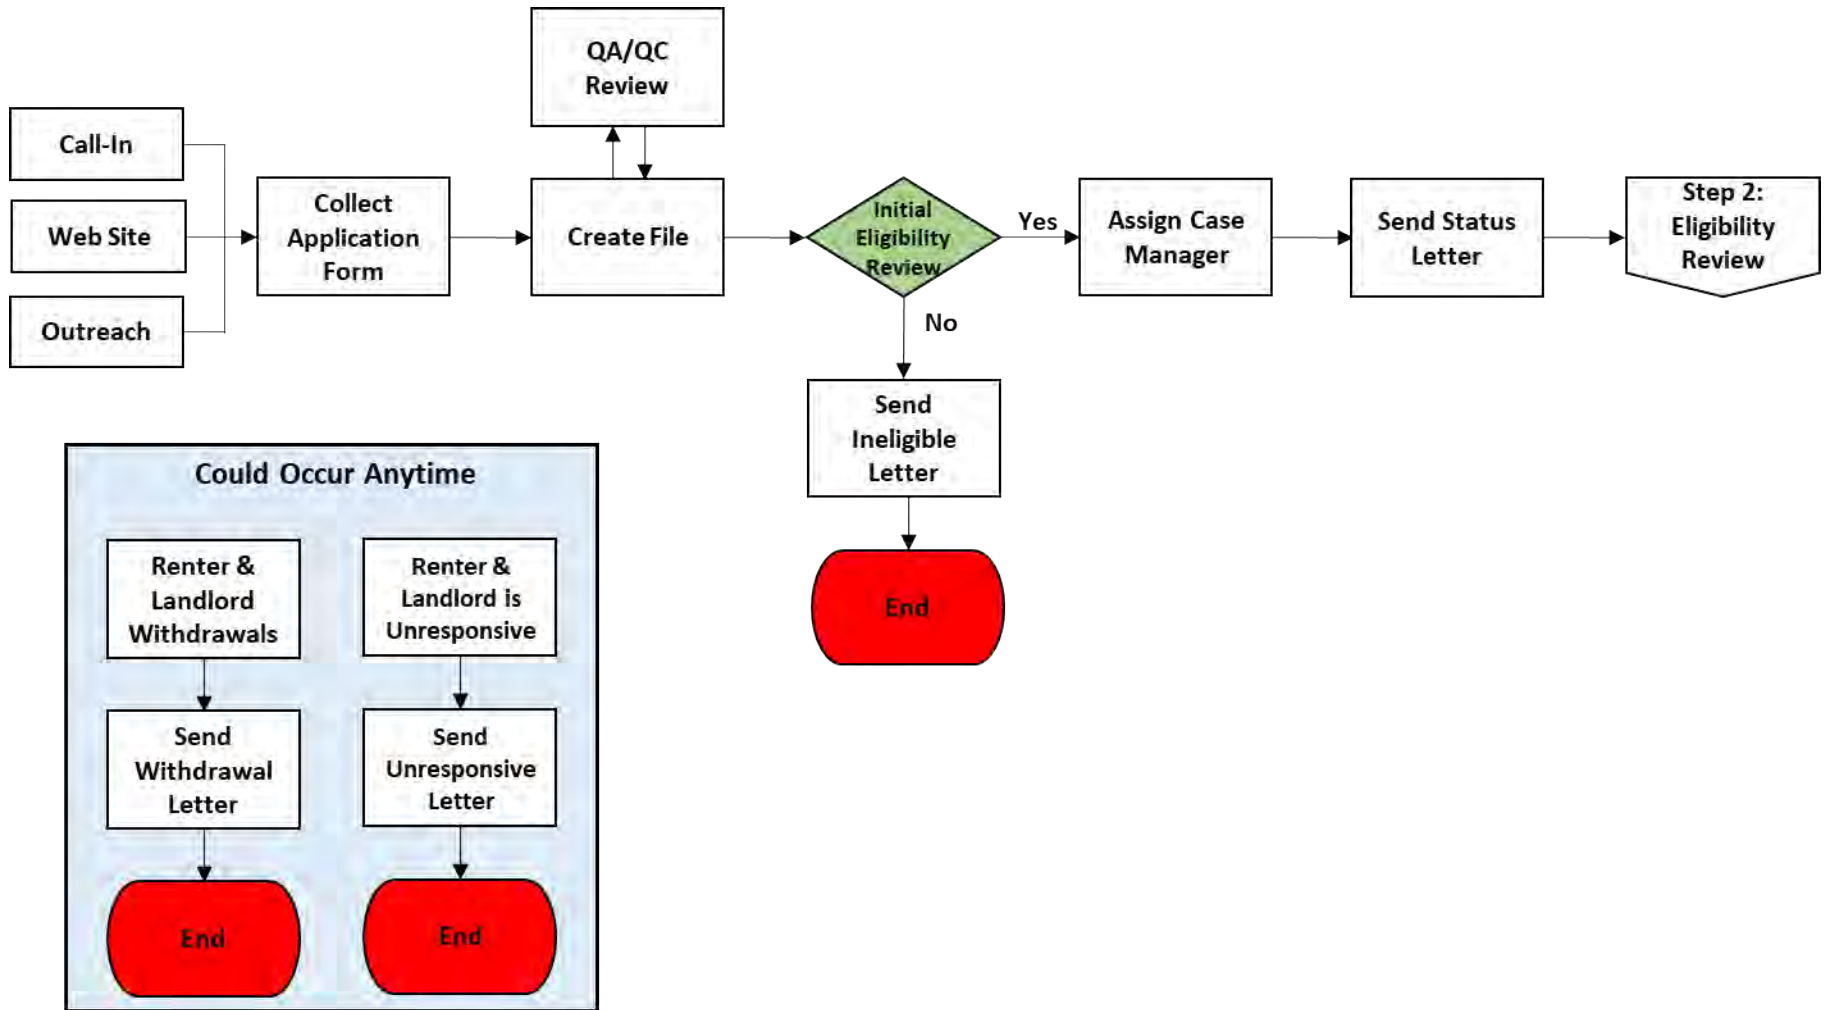 QA/QC
Review
Call-In
Web Site
Outreach
Collect
Application
Form
Create File
Initial
Eligibility
Review
Yes
Assign Case
Manager
Send Status
Letter
Step 2:
Eligibility
Review
No
Send
Ineligible
Letter
End
Could Occur Anytime
Renter &
Landlord
Withdrawals
Send
Withdrawal
Letter
End
Renter &
Landlord is
Unresponsive
Send
Unresponsive
Letter
End